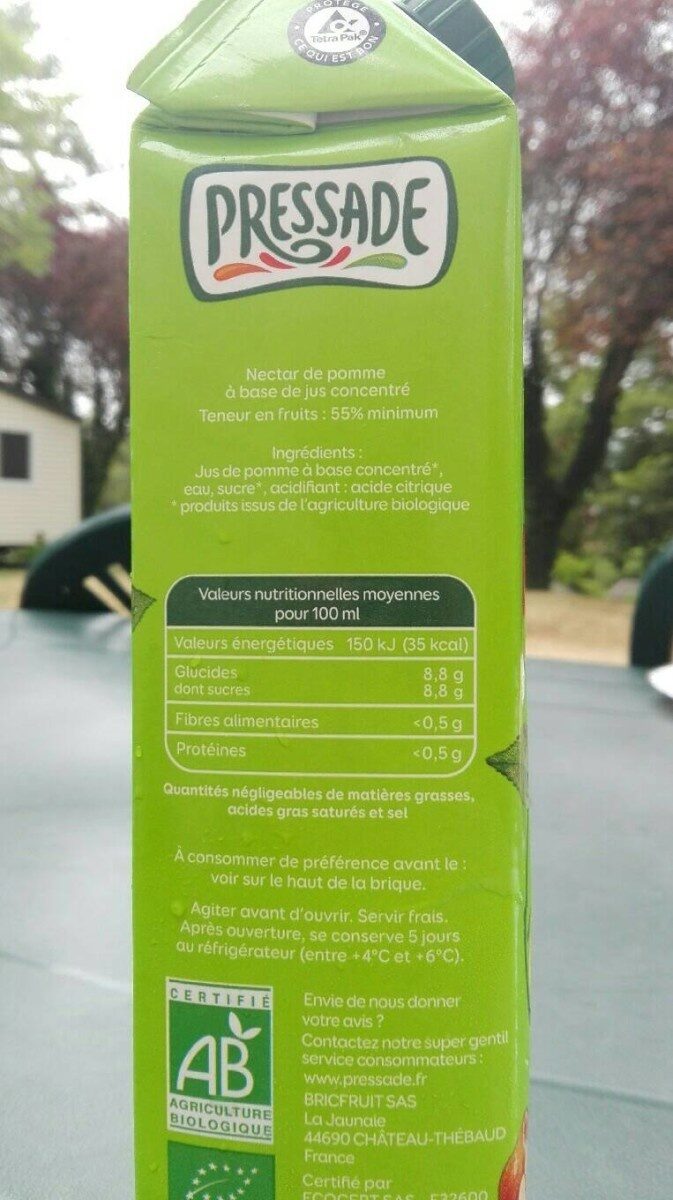 PROTÈGE
Tetra Pak®
CE QUI EST BON
PRESSADE
Nectar de pomme
à base de jus concentré
Teneur en fruits : 55% minimum
Ingrédients :
Jus de pomme à base concentré*,
eau, sucre*, acidifiant : acide citrique
* produits issus de l'agriculture biologique
Valeurs nutritionnelles moyennes
pour 100 ml
Valeurs énergétiques 150 kJ (35 kcal)
Glucides 8,8 g
dont sucres 8,8 g
Fibres alimentaires <0,5 g
Protéines <0,5 g
Quantités négligeables de matières grasses,
acides gras saturés et sel
À consommer de préférence avant le :
voir sur le haut de la brique.
Agiter avant d'ouvrir. Servir frais.
Après ouverture, se conserve 5 jours
au réfrigérateur (entre +4°C et +6°C).
CERTIFIÉ
AB
AGRICULTURE
BIOLOGIQUE
Envie de nous donner
votre avis ?
Contactez notre super gentil
service consommateurs :
www.pressade.fr
BRICFRUIT SAS
La Jaunaie
44690 CHÂTEAU-THÉBAUD
France
Certifié par
ECOCERT SAS F32600